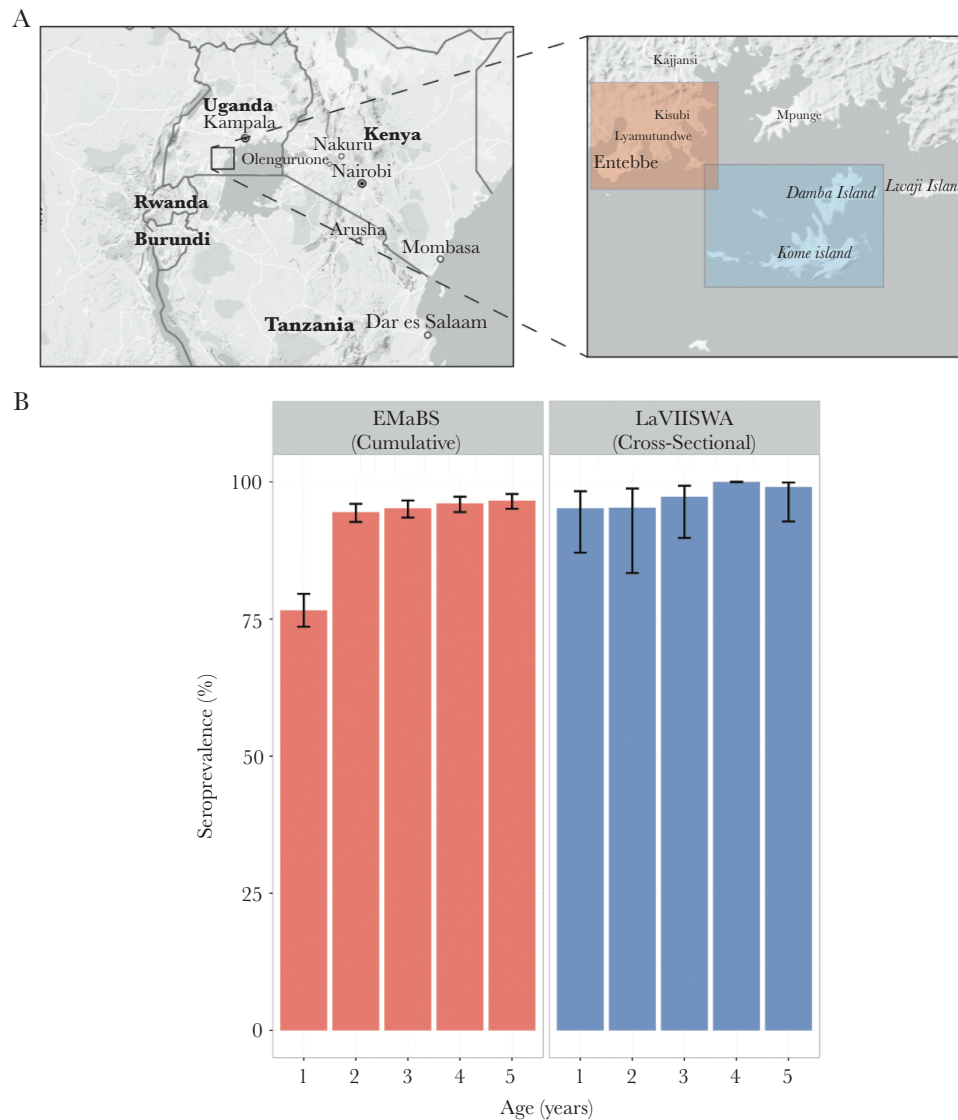 A
Uganda
Kampala
Kenya
Nakuru
Olenguruone
Nairobi
Rwanda
Burundi
Arusha
Mombasa
Tanzania
Dar es Salaam
Kajjansi
Kisubi
Mpunge
Lyamutundwe
Entebbe
Damba Island
Lwaji Islan
Kome island
B
EMaBS
(Cumulative)
LaVIISWA
(Cross-Sectional)
100
75
50
25
0
Seroprevalence (%)
1 2 3 4 5 1 2 3 4 5
Age (years)